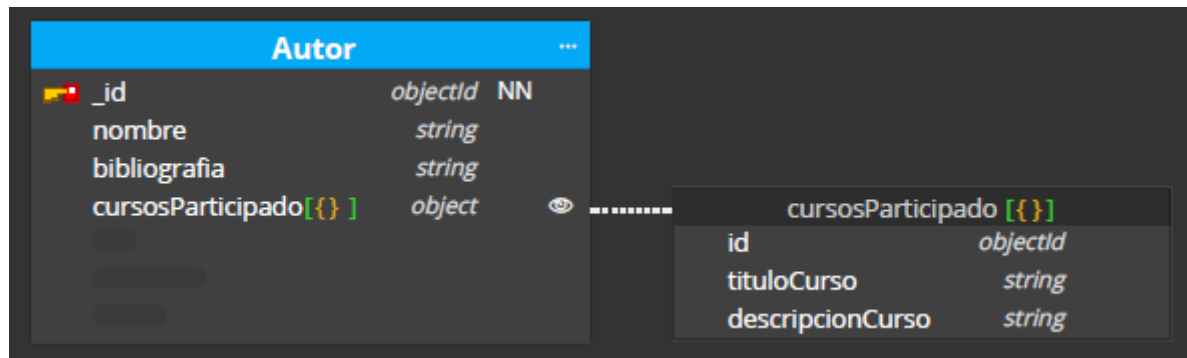 Autor ...
_id objectId NN
nombre string
bibliografia string
cursosParticipado[{} ] object
cursosParticipado [{}]
id objectId
tituloCurso string
descripcionCurso string